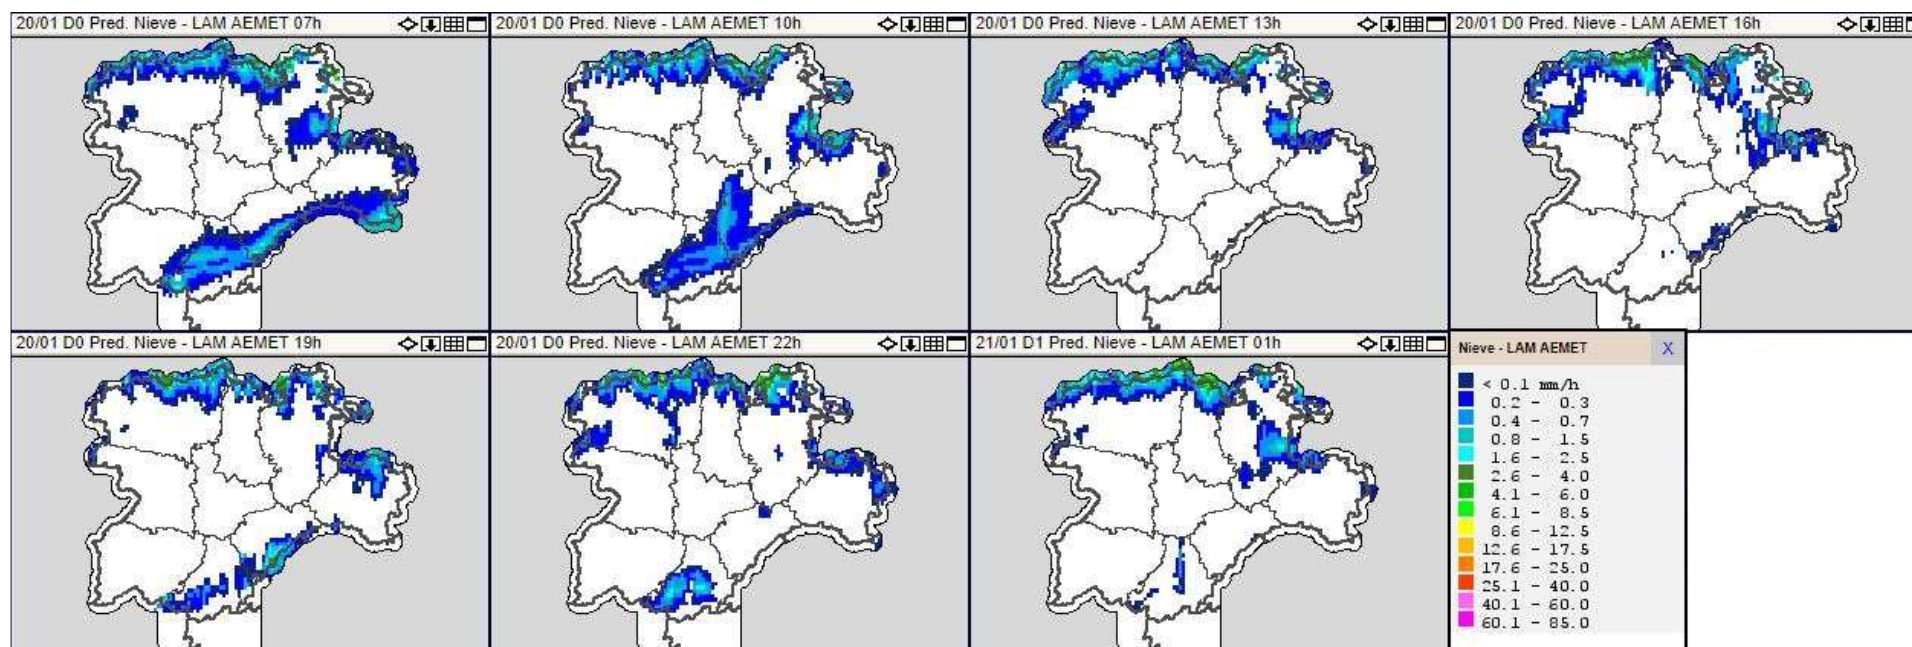 20/01 D0 Pred. Nieve - LAM AEMET 07h
20/01 D0 Pred. Nieve - LAM AEMET 10h
20/01 D0 Pred. Nieve - LAM AEMET 13h
20/01 D0 Pred. Nieve - LAM AEMET 16h
20/01 D0 Pred. Nieve - LAM AEMET 19h
20/01 D0 Pred. Nieve - LAM AEMET 22h
21/01 D1 Pred. Nieve - LAM AEMET 01h
Nieve - LAM AEMET X
< 0.1 mm/h
0.2 - 0.3
0.4 - 0.7
0.8 - 1.5
1.6 - 2.5
2.6 - 4.0
4.1 - 6.0
6.1 - 8.5
8.6 - 12.5
12.6 - 17.5
17.6 - 25.0
25.1 - 40.0
40.1 - 60.0
60.1 - 85.0